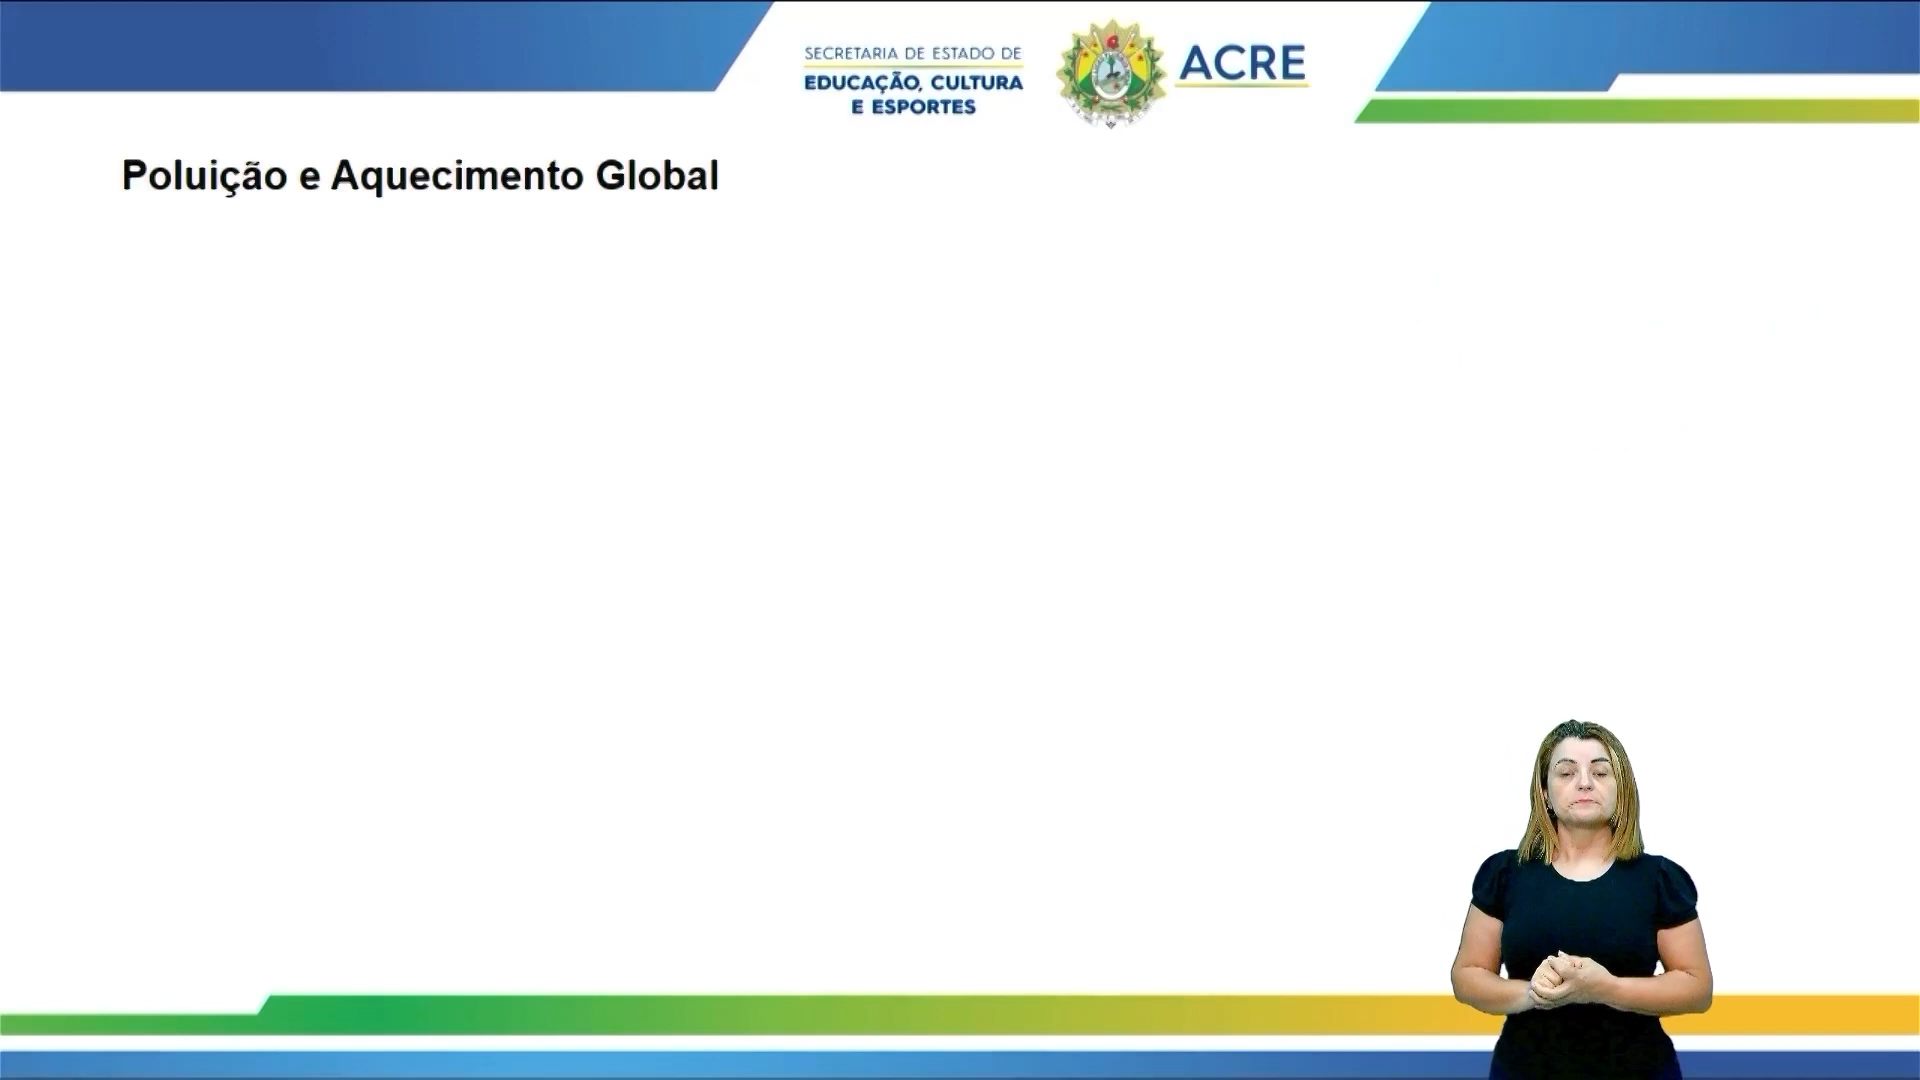 SECRETARIA DE ESTADO DE
EDUCAÇÃO, CULTURA
E ESPORTES
ACRE
Poluição e Aquecimento Global